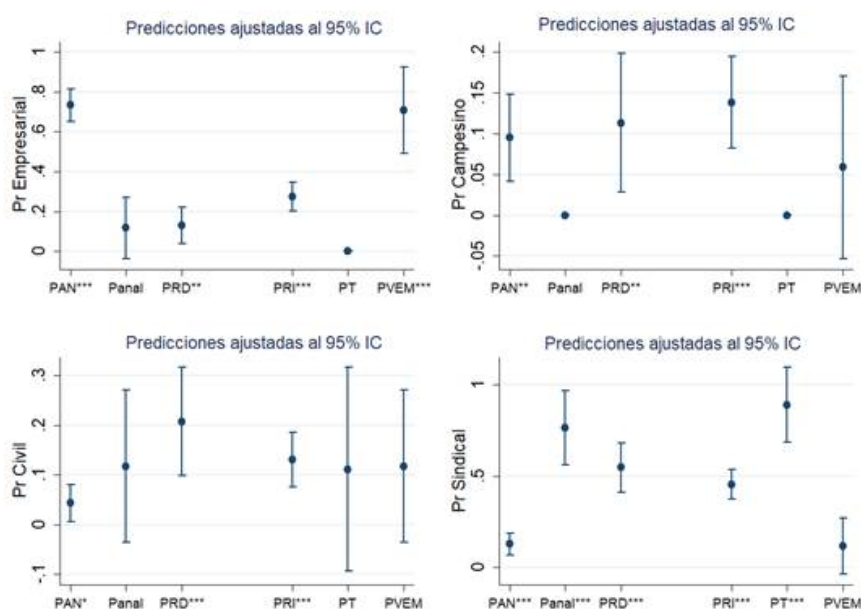 Predicciones ajustadas al 95% IC
Pr Empresarial
1
.8
.6
.4
.2
0
PAN*** Panal PRD** PRI*** PT PVEM***
Predicciones ajustadas al 95% IC
Pr Campesino
.2
.15
.1
.05
0
-.05
PAN** Panal PRD** PRI*** PT PVEM
Predicciones ajustadas al 95% IC
Pr Civil
.3
.2
.1
0
-.1
PAN* Panal PRD*** PRI*** PT PVEM
Predicciones ajustadas al 95% IC
Pr Sindical
1
.5
0
PAN*** Panal*** PRD*** PRI*** PT*** PVEM